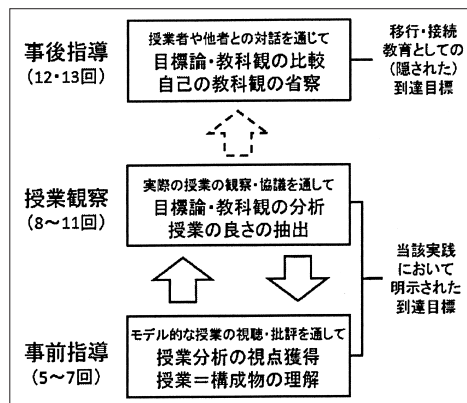 事後指導
(12・13回)
授業者や他者との対話を通じて
目標論・教科観の比較
自己の教科観の省察
移行・接続
教育としての
(隠された)
到達目標
授業観察
(8～11回)
実際の授業の観察・協議を通して
目標論・教科観の分析
授業の良さの抽出
当該実践
において
明示された
到達目標
事前指導
(5～7回)
モデル的な授業の視聴・批評を通して
授業分析の視点獲得
授業＝構成物の理解